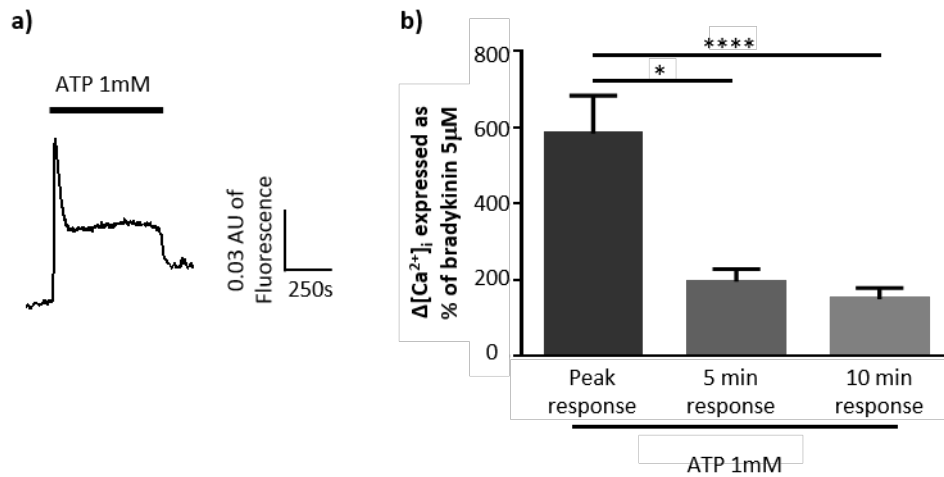 a)
ATP 1mM
0.03 AU of
Fluorescence
250s
b)
Δ[Ca²⁺]ᵢ expressed as
% of bradykinin 5µM
800
600
400
200
0
****
*
Peak
response
5 min
response
10 min
response
ATP 1mM